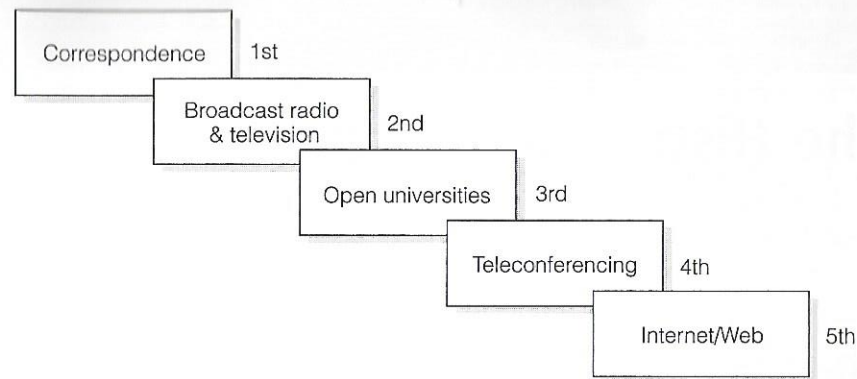 Correspondence 1st
Broadcast radio
& television 2nd
Open universities 3rd
Teleconferencing 4th
Internet/Web 5th